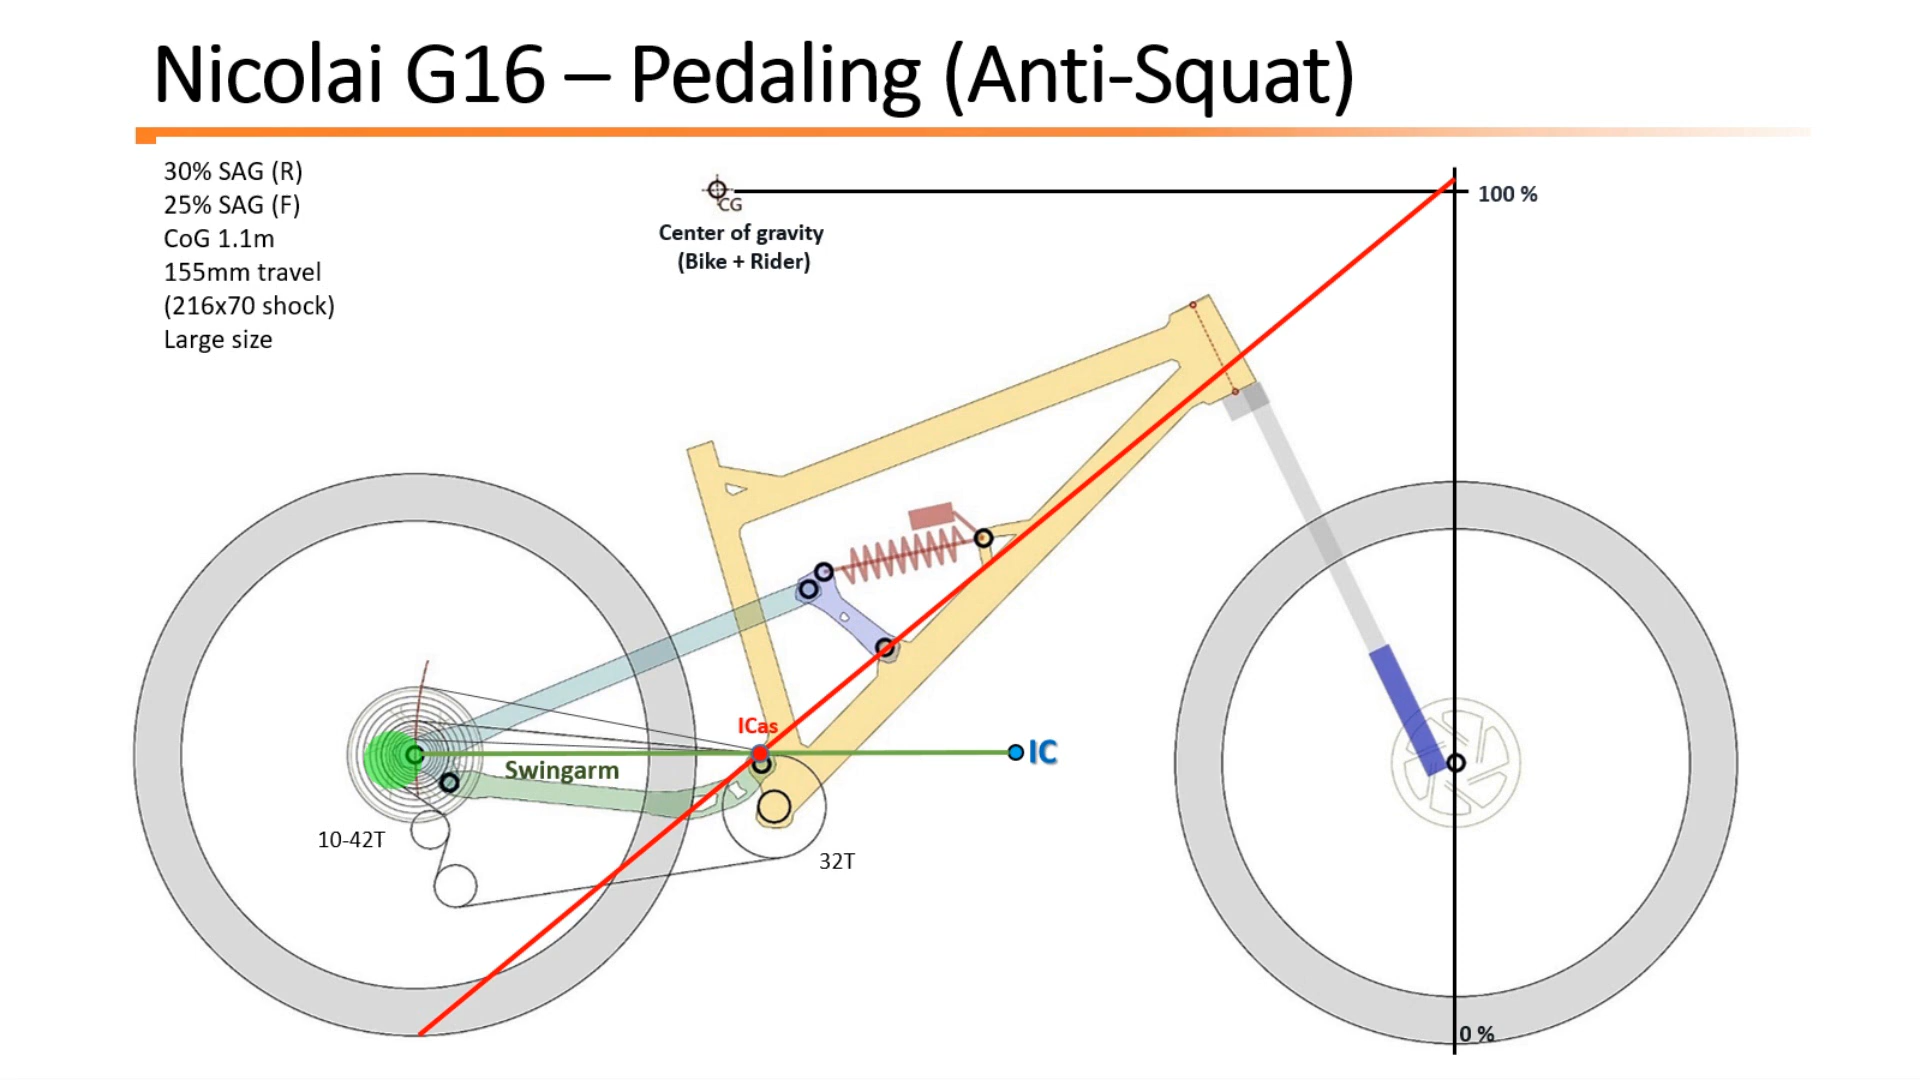 Nicolai G16 – Pedaling (Anti-Squat)
30% SAG (R)
25% SAG (F)
CoG 1.1m
155mm travel
(216x70 shock)
Large size
CG
Center of gravity
(Bike + Rider)
100 %
ICas
IC
Swingarm
10-42T
32T
0 %